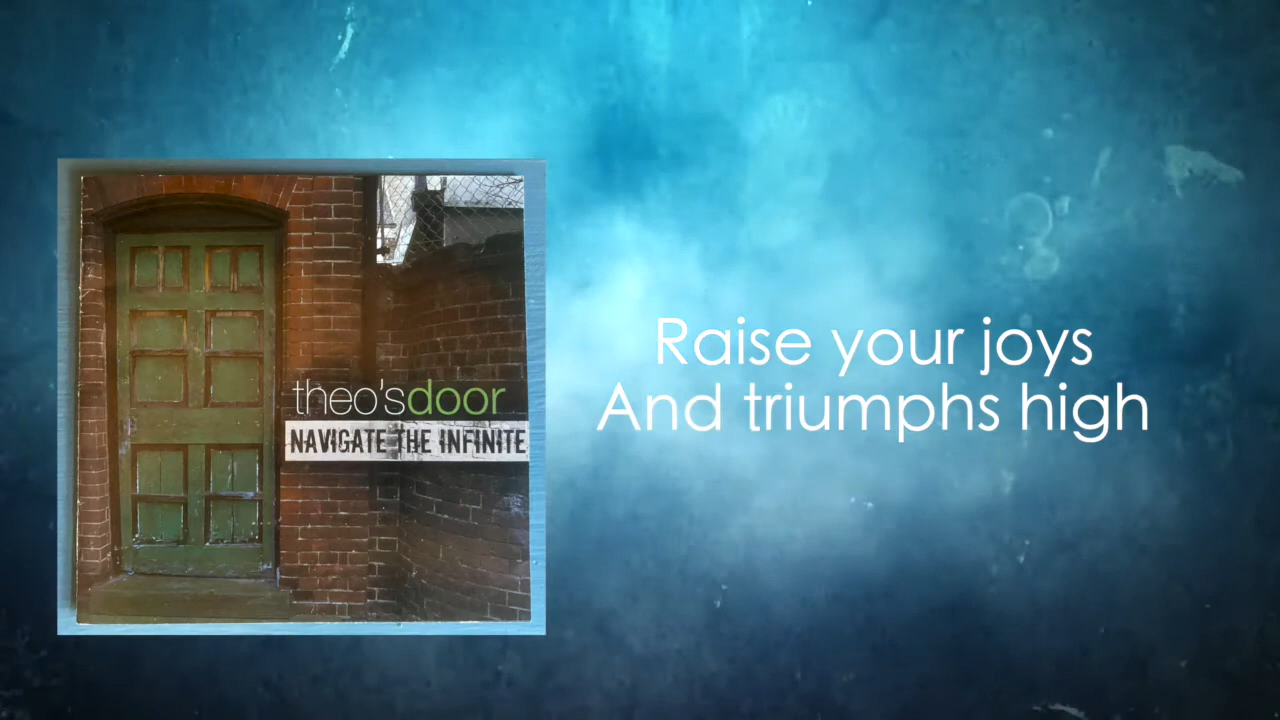 theo'sdoor
NAVIGATE THE INFINITE
Raise your joys
And triumphs high